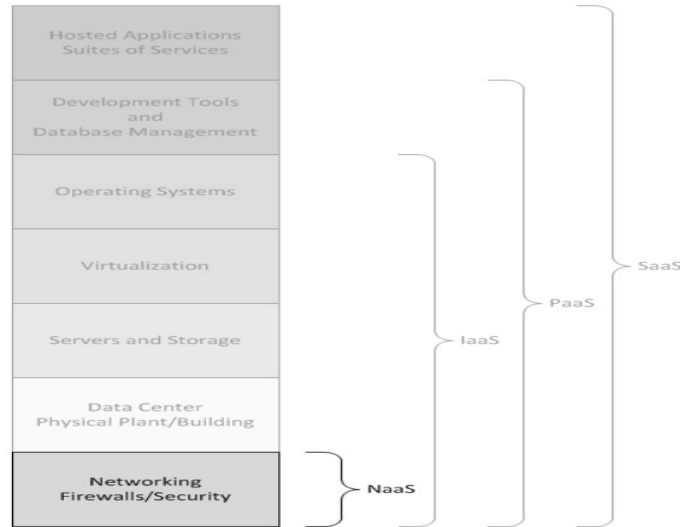 Hosted Applications
Suites of Services
Development Tools
and
Database Management
Operating Systems
Virtualization
Servers and Storage
Data Center
Physical Plant/Building
Networking
Firewalls/Security
NaaS
IaaS
PaaS
SaaS